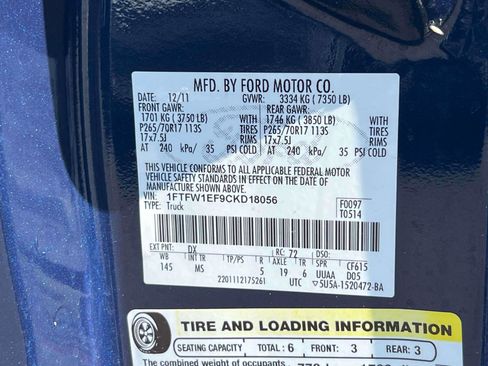 MFD. BY FORD MOTOR CO.
DATE: 12/11 GVWR: 3334 KG ( 7350 LB)
FRONT GAWR: REAR GAWR:
1701 KG ( 3750 LB) 1746 KG ( 3850 LB)
P265/70R17 113S TIRES P265/70R17 113S TIRES
17x7.5J RIMS 17x7.5J RIMS
AT 240 kPa/ 35 PSI COLD AT 240 kPa/ 35 PSI COLD
THIS VEHICLE CONFORMS TO ALL APPLICABLE FEDERAL MOTOR
VEHICLE SAFETY STANDARDS IN EFFECT ON THE DATE OF MANUFACTURE
SHOWN ABOVE.
VIN: 1FTFW1EF9CKD18056 F0097
TYPE: Truck T0514
EXT PNT: DX RC: 72 DSO:
WB INT TR TP/PS R AXLE TR SPR CF615
145 MS 5 19 6 UUAA D05
2201112175261 UTC ▽5U5A-1520472-BA
TIRE AND LOADING INFORMATION
SEATING CAPACITY TOTAL: 6 FRONT: 3 REAR: 3
The combined weight of occupants